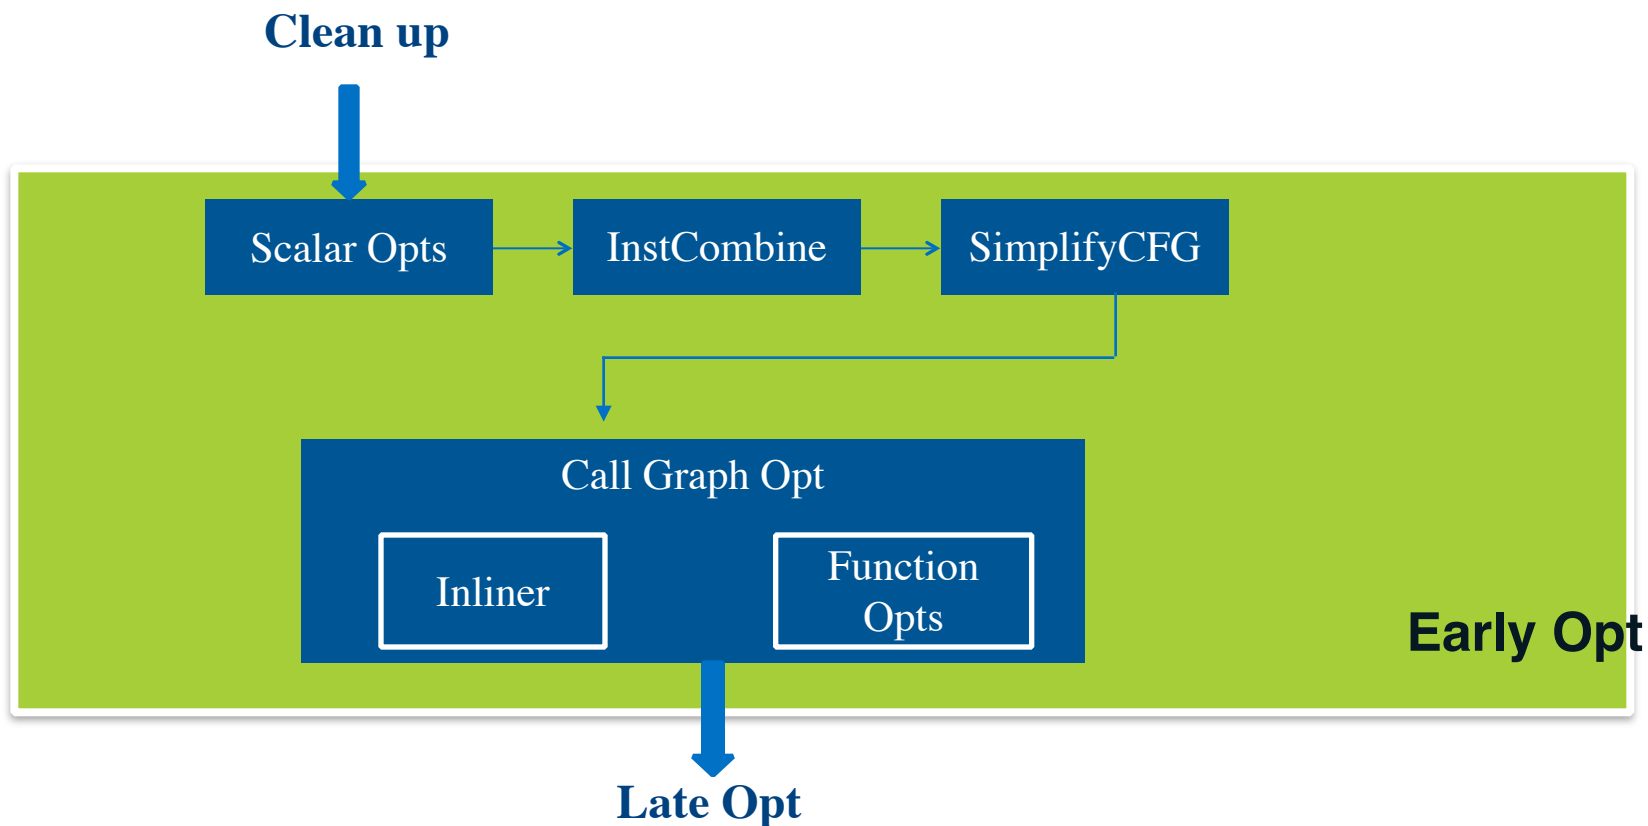 Clean up
Scalar Opts
InstCombine
SimplifyCFG
Call Graph Opt
Inliner
Function
Opts
Early Opt
Late Opt